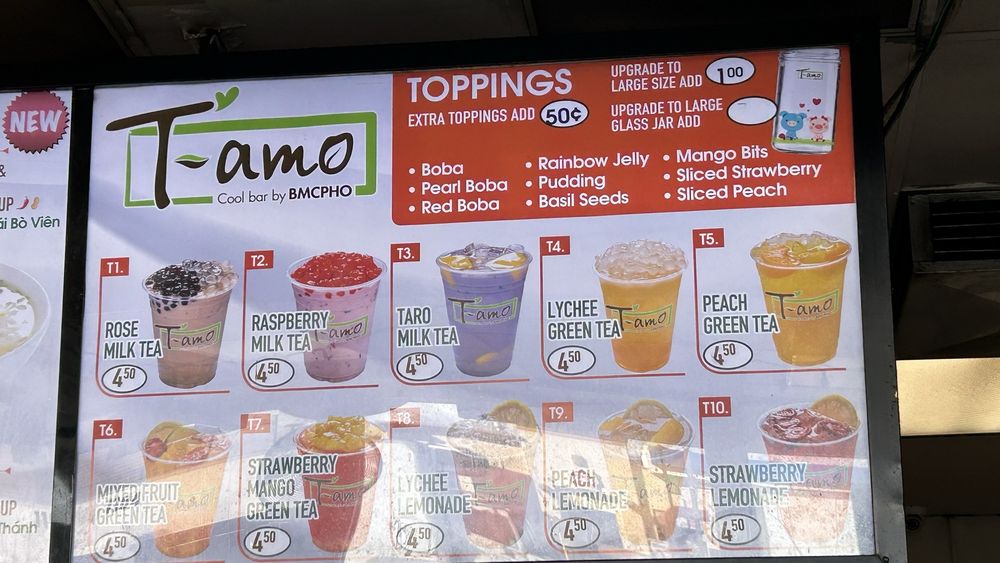 NEW
&
UP
ái Bò Viên
UP
Thánh
T-amo
Cool bar by BMCPHO
TOPPINGS
EXTRA TOPPINGS ADD 50¢
UPGRADE TO
LARGE SIZE ADD 1.00
UPGRADE TO LARGE
GLASS JAR ADD
T-amo
• Boba
• Pearl Boba
• Red Boba
• Rainbow Jelly
• Pudding
• Basil Seeds
• Mango Bits
• Sliced Strawberry
• Sliced Peach
T1.
ROSE
MILK TEA
4.50
T-amo
T2.
RASPBERRY
MILK TEA
4.50
T-amo
T3.
TARO
MILK TEA
4.50
T-amo
T4.
LYCHEE
GREEN TEA
4.50
T-amo
T5.
PEACH
GREEN TEA
4.50
T-amo
T6.
MIXED FRUIT
GREEN TEA
4.50
T-amo
T7.
STRAWBERRY
MANGO
GREEN TEA
4.50
T-amo
T8.
LYCHEE
LEMONADE
4.50
T-amo
T9.
PEACH
LEMONADE
4.50
T-amo
T10.
STRAWBERRY
LEMONADE
4.50
T-amo